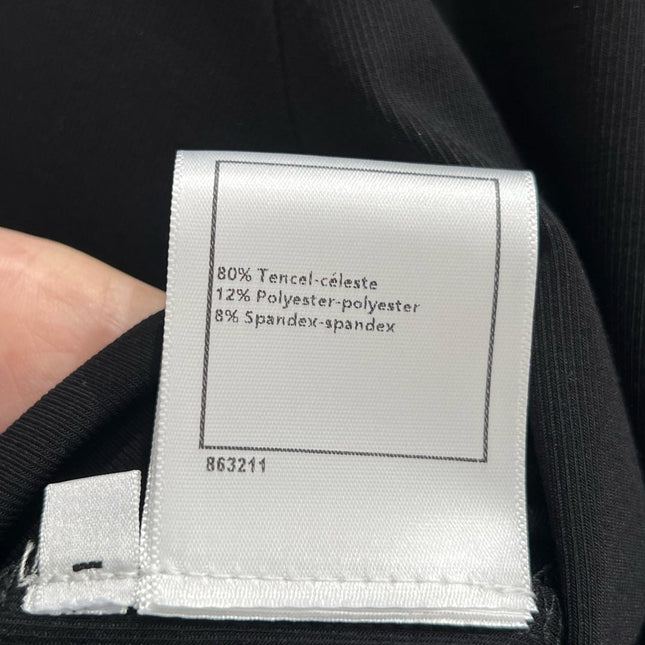 80% Tencel-céleste
12% Polyester-polyester
8% Spandex-spandex
863211